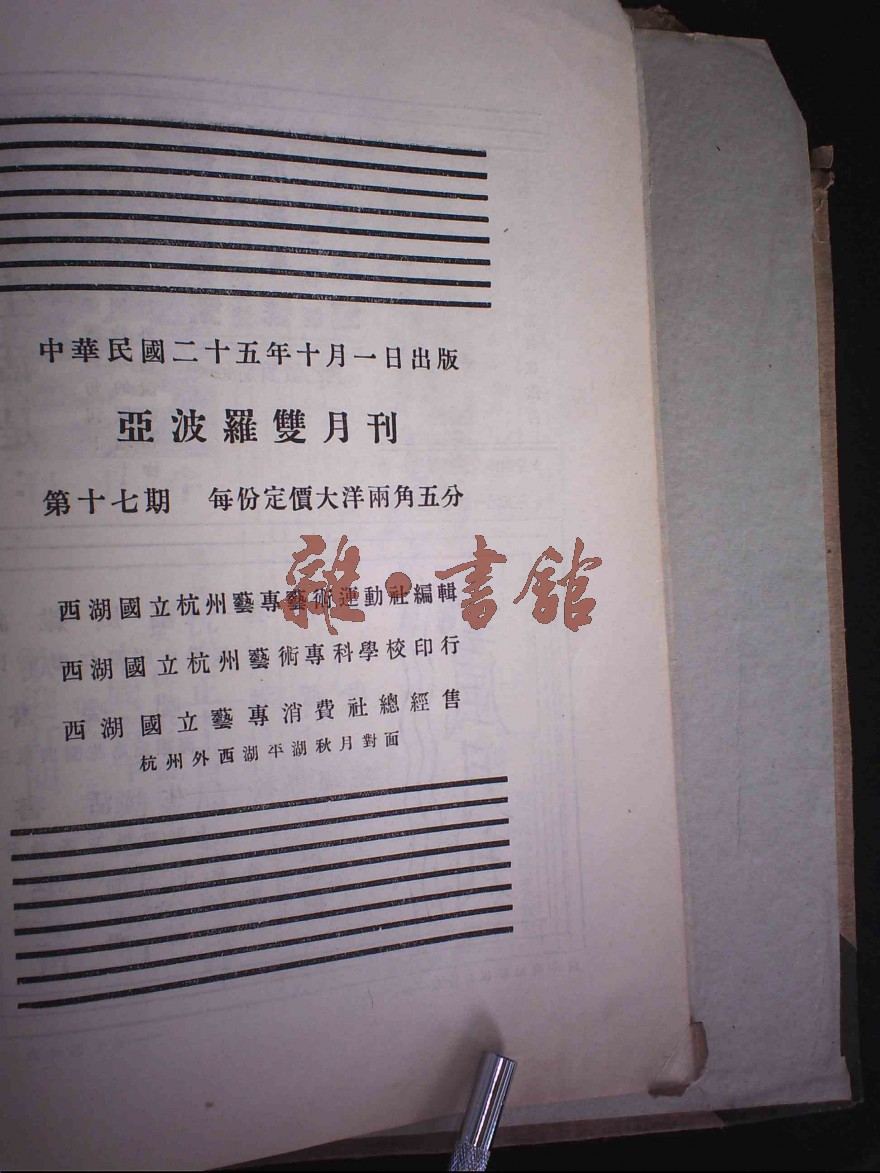 中華民國二十五年十月一日出版
亞波羅雙月刊
第十七期　每份定價大洋兩角五分
雜·書館
西湖國立杭州藝專藝術運動社編輯
西湖國立杭州藝術專科學校印行
西湖國立藝專消費社總經售
杭州外西湖平湖秋月對面